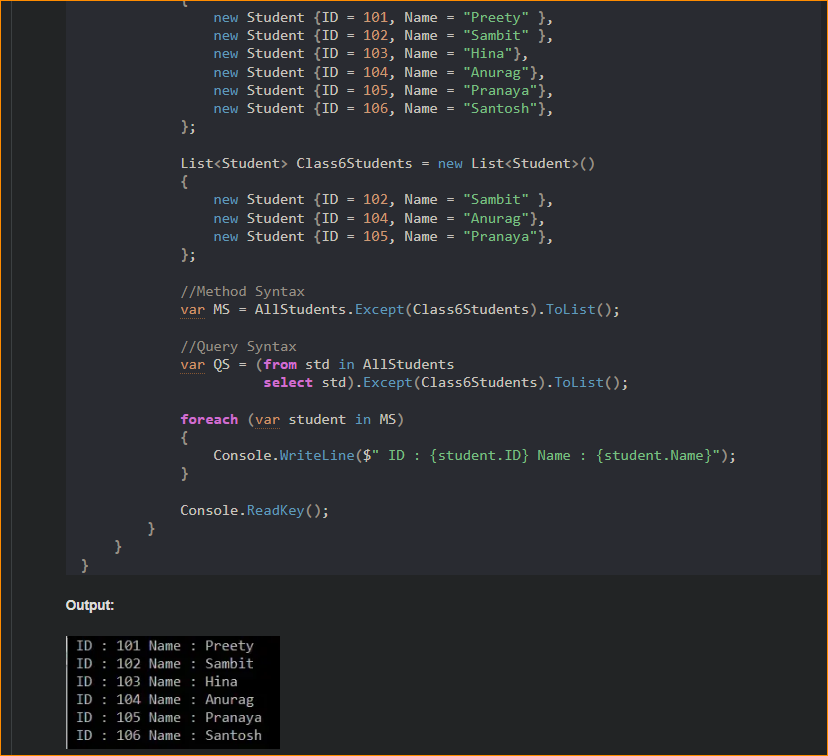 {
new Student {ID = 101, Name = "Preety" },
new Student {ID = 102, Name = "Sambit" },
new Student {ID = 103, Name = "Hina"},
new Student {ID = 104, Name = "Anurag"},
new Student {ID = 105, Name = "Pranaya"},
new Student {ID = 106, Name = "Santosh"},
};
List<Student> Class6Students = new List<Student>()
{
new Student {ID = 102, Name = "Sambit" },
new Student {ID = 104, Name = "Anurag"},
new Student {ID = 105, Name = "Pranaya"},
};
//Method Syntax
var MS = AllStudents.Except(Class6Students).ToList();
//Query Syntax
var QS = (from std in AllStudents
select std).Except(Class6Students).ToList();
foreach (var student in MS)
{
Console.WriteLine($" ID : {student.ID} Name : {student.Name}");
}
Console.ReadKey();
}
}
}
Output:
ID : 101 Name : Preety
ID : 102 Name : Sambit
ID : 103 Name : Hina
ID : 104 Name : Anurag
ID : 105 Name : Pranaya
ID : 106 Name : Santosh